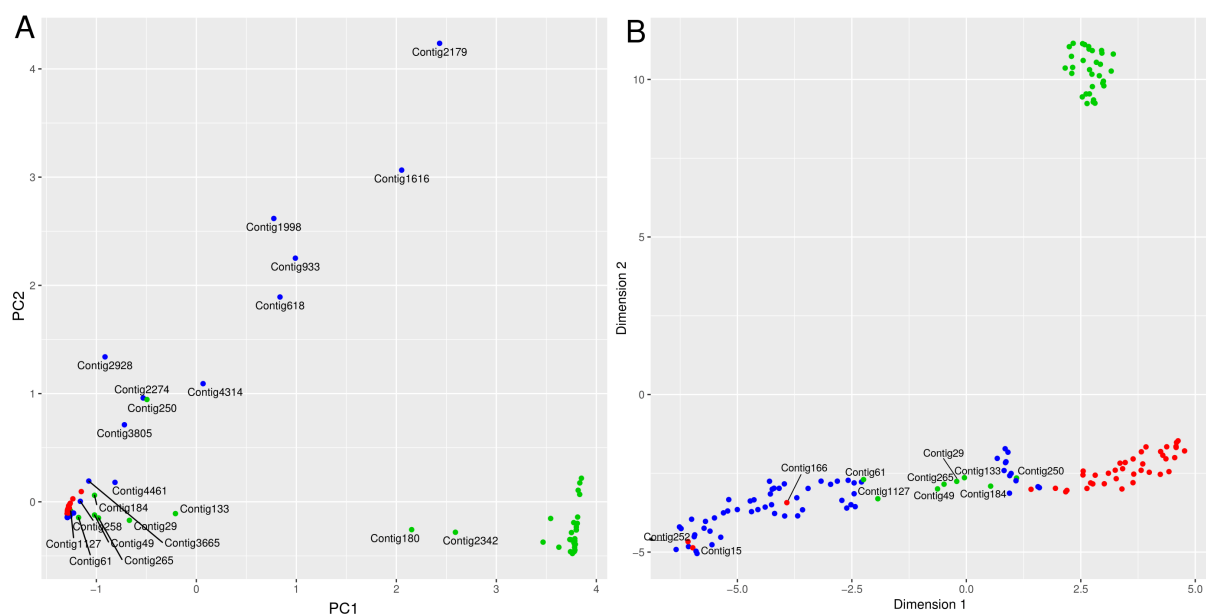 A
B
Contig2179
Contig1616
Contig1998
Contig933
Contig618
Contig2928
Contig2274
Contig4314
Contig250
Contig3805
Contig4461
Contig184
Contig133
Contig258
Contig29
Contig1127
Contig49
Contig3665
Contig61
Contig265
Contig180
Contig2342
4
3
2
1
0
−1
0
1
2
3
4
PC1
PC2
Contig166
Contig61
Contig1127
Contig29
Contig265
Contig133
Contig250
Contig49
Contig184
Contig252
Contig15
10
5
0
−5
−5.0
−2.5
0.0
2.5
5.0
Dimension 1
Dimension 2